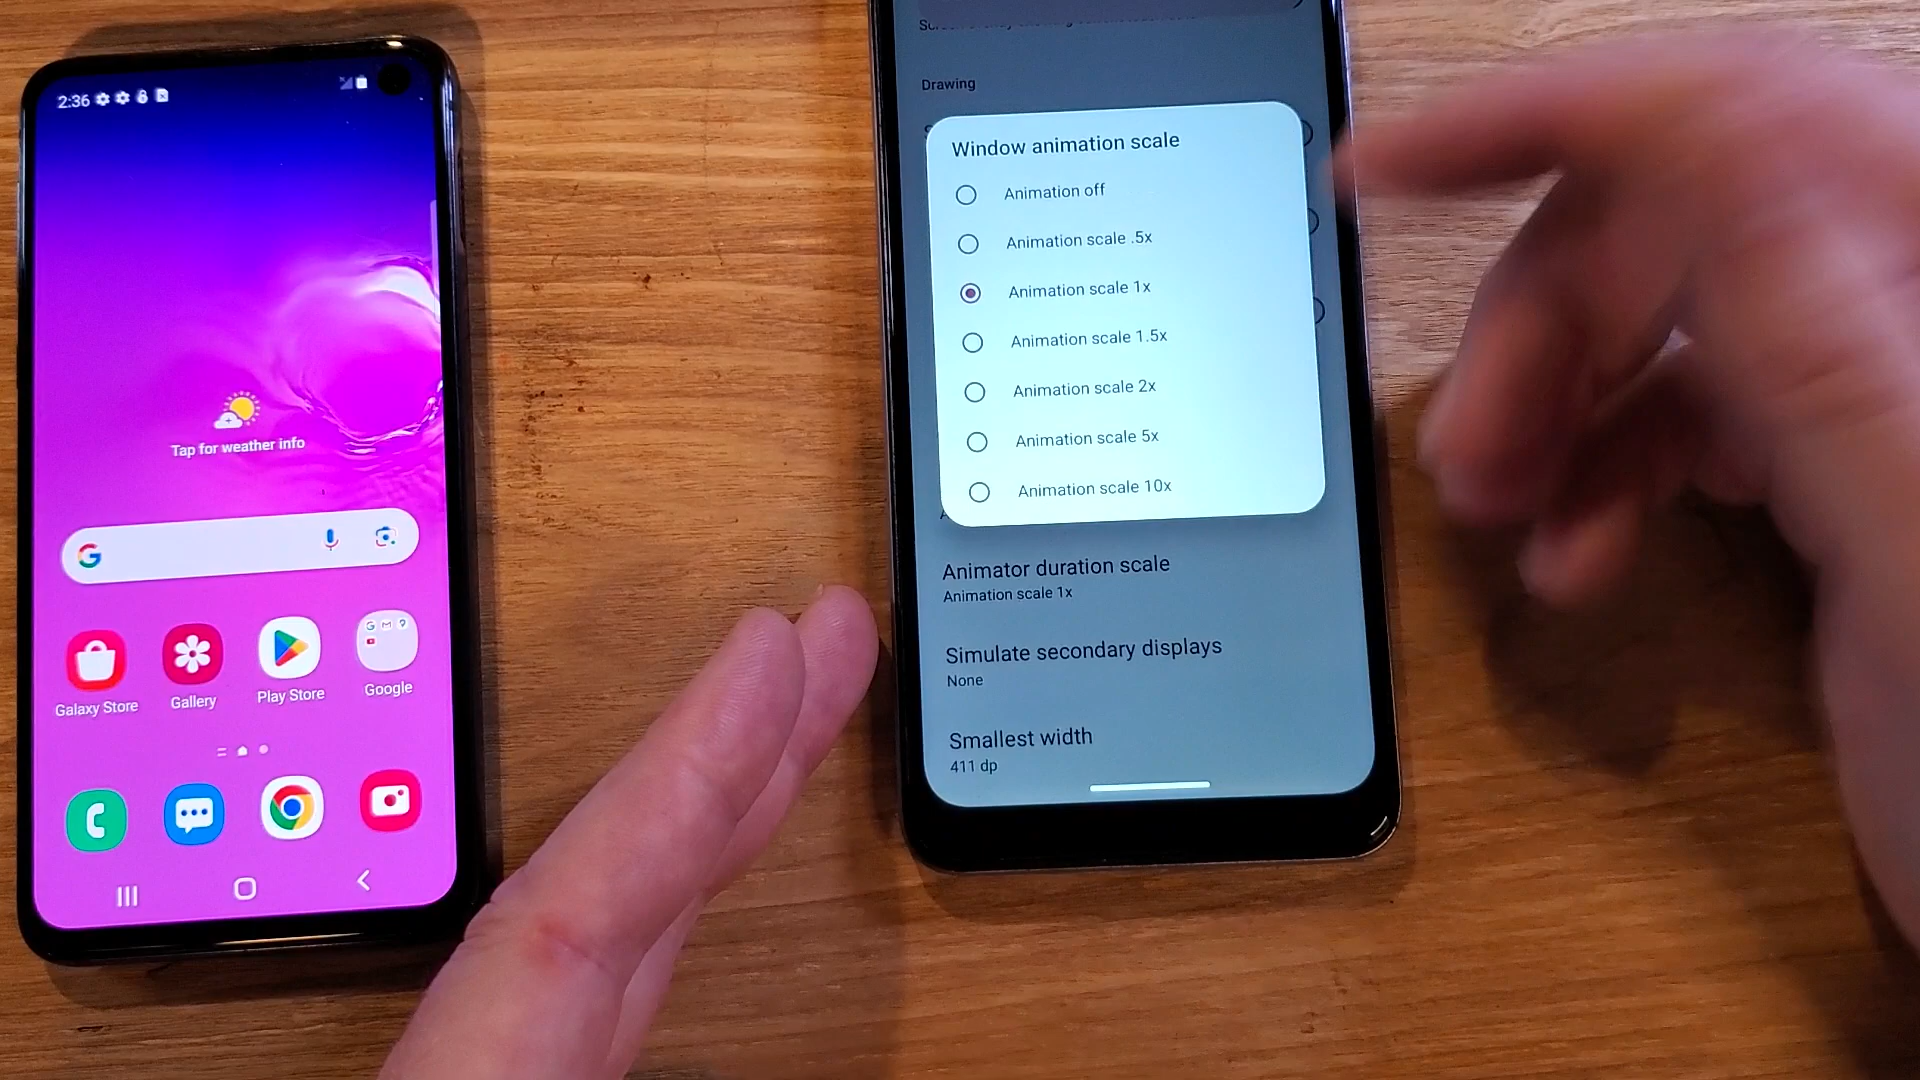 2:36
Tap for weather info
Galaxy Store
Gallery
Play Store
Google
Drawing
Window animation scale
Animation off
Animation scale .5x
Animation scale 1x
Animation scale 1.5x
Animation scale 2x
Animation scale 5x
Animation scale 10x
Animator duration scale
Animation scale 1x
Simulate secondary displays
None
Smallest width
411 dp